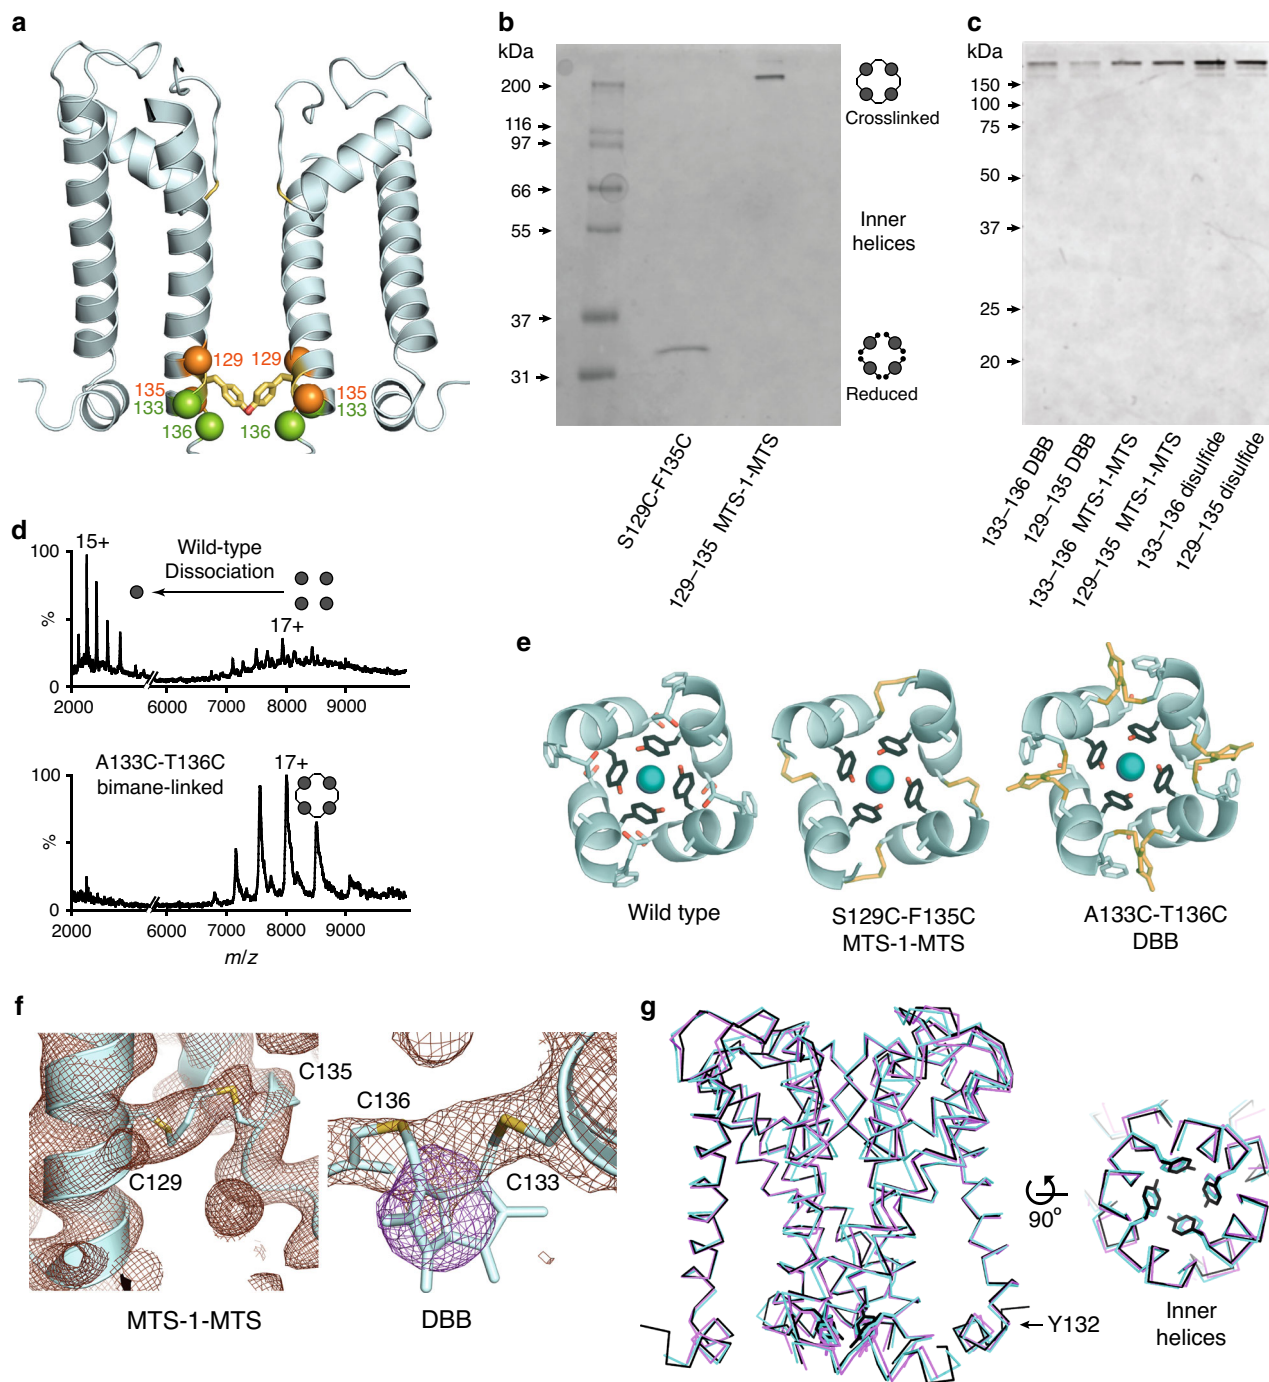 a
129
129
135
133
135
133
136
136
b
kDa
200
116
97
66
55
37
31
S129C-F135C
129–135 MTS-1-MTS
Crosslinked
Inner
helices
Reduced
c
kDa
150
100
75
50
37
25
20
133–136 DBB
129–135 DBB
133–136 MTS-1-MTS
129–135 MTS-1-MTS
133–136 disulfide
129–135 disulfide
d
100
%
0
15+
Wild-type
Dissociation
17+
2000
6000
7000
8000
9000
100
%
0
A133C-T136C
bimane-linked
17+
2000
6000
7000
8000
9000
m/z
e
Wild type
S129C-F135C
MTS-1-MTS
A133C-T136C
DBB
f
C135
C129
MTS-1-MTS
C136
C133
DBB
g
90°
Y132
Inner
helices